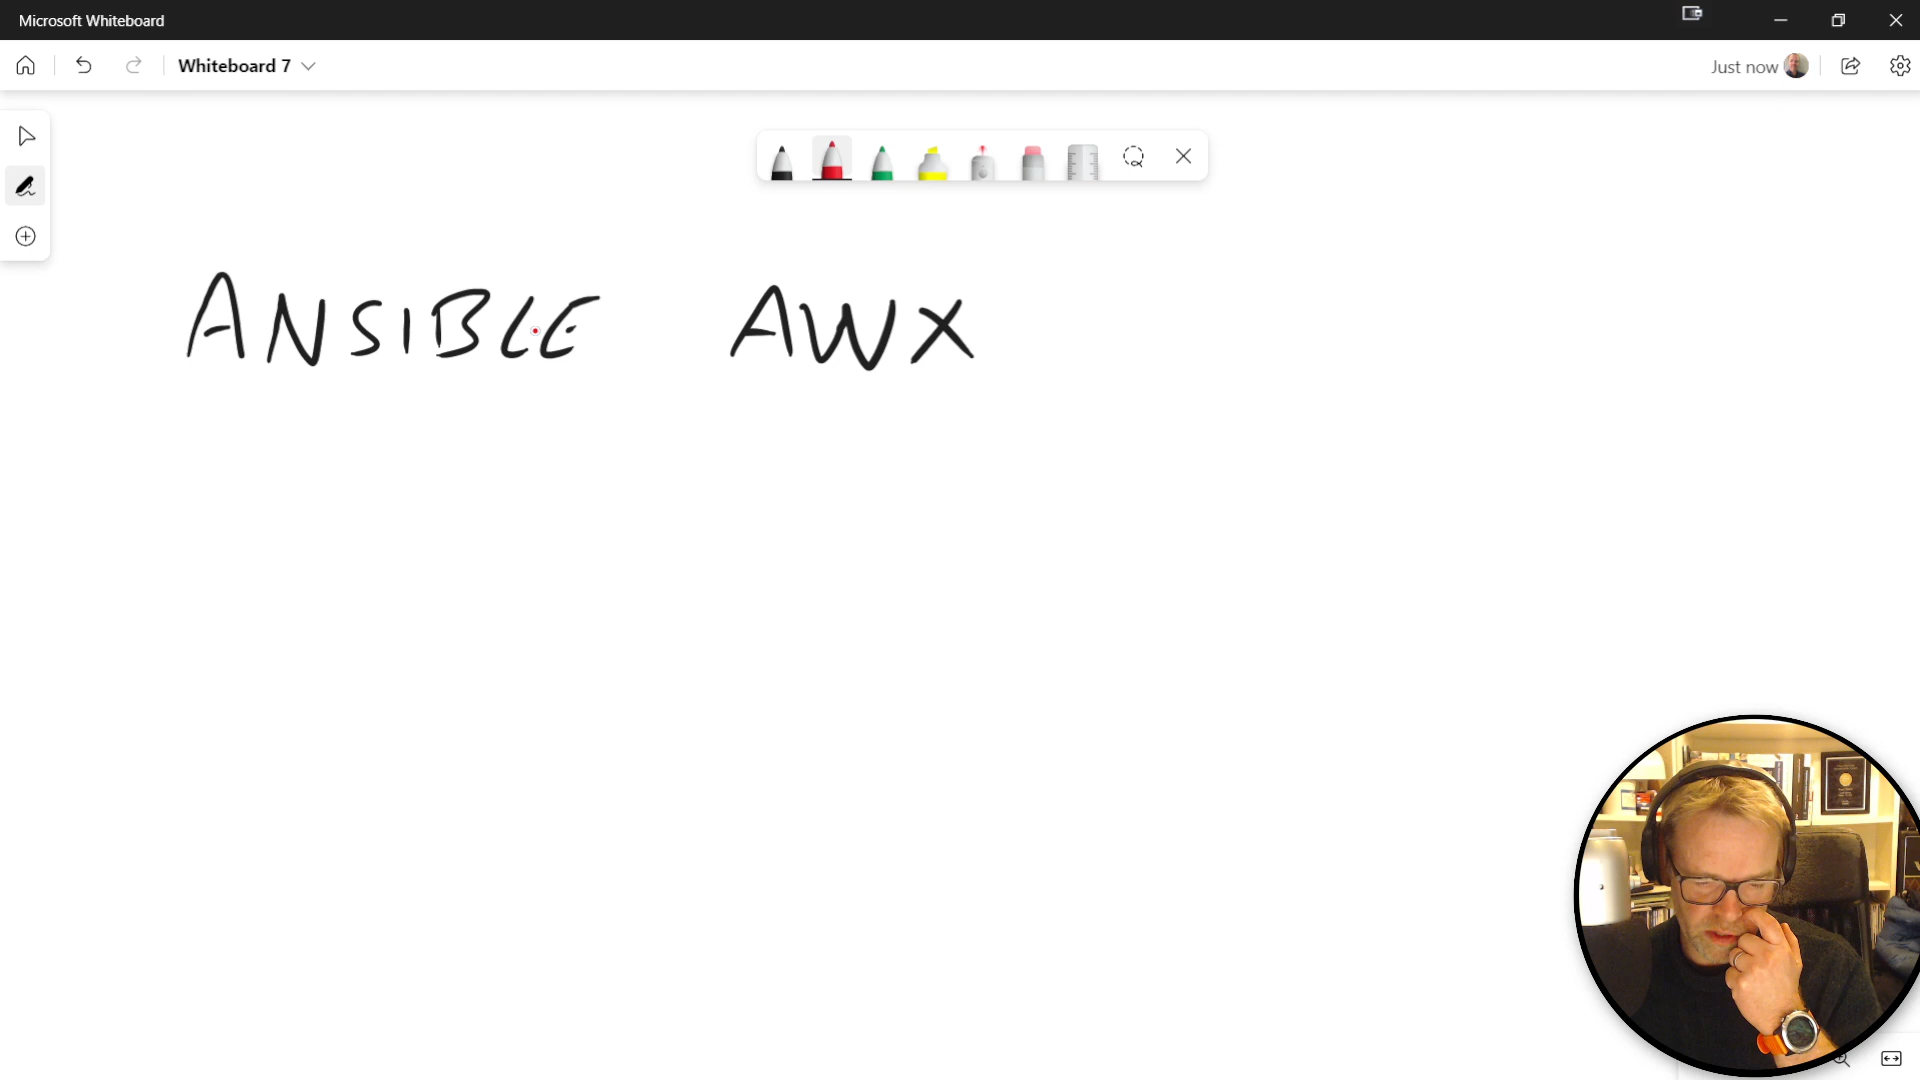 Microsoft Whiteboard
Whiteboard 7
Just now
ANSIBLE AWX